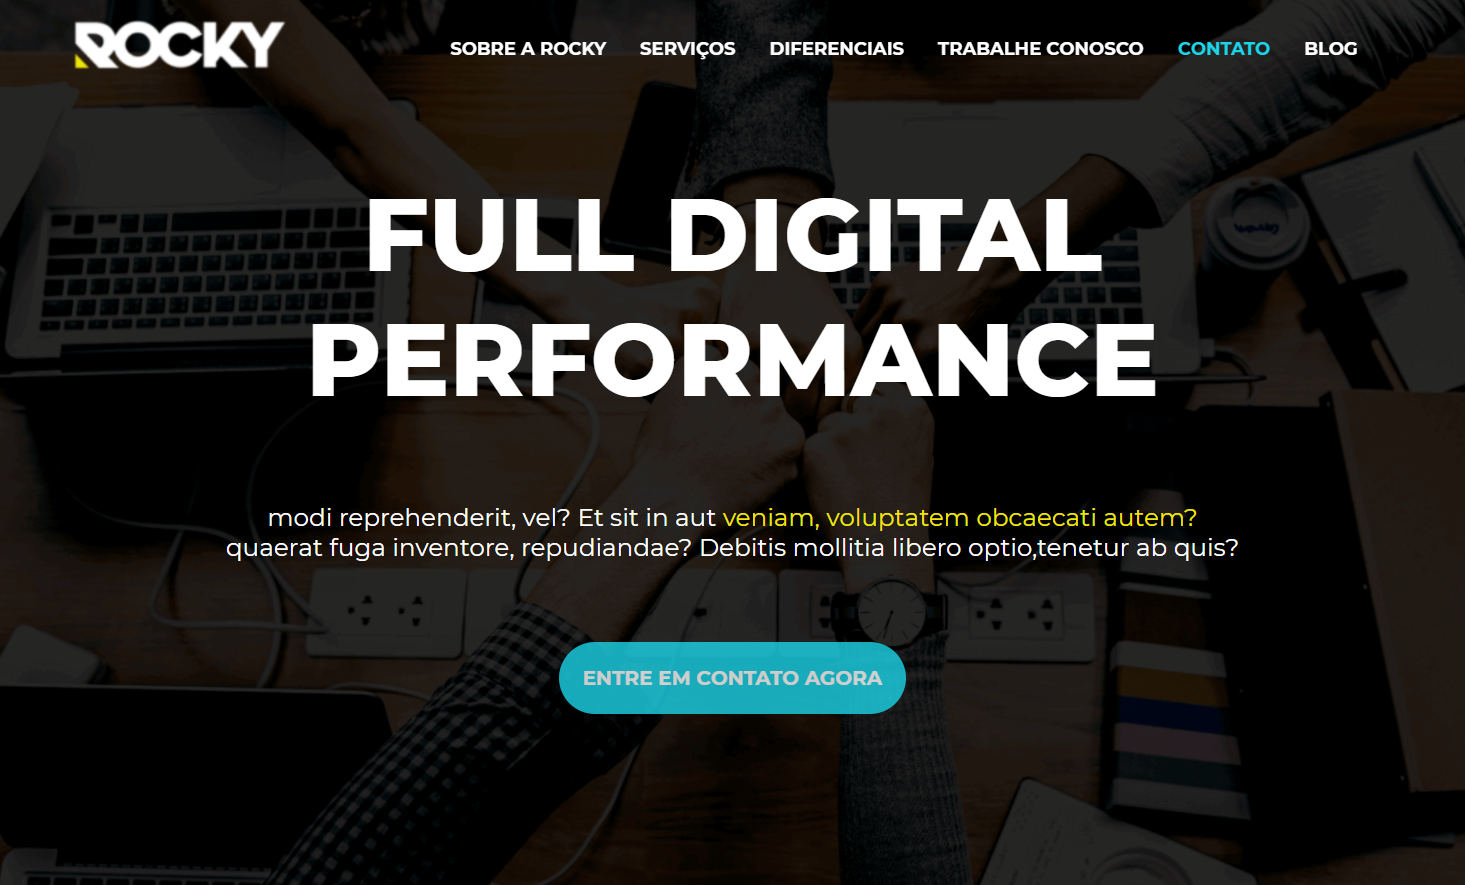 ROCKY
SOBRE A ROCKY SERVIÇOS DIFERENCIAIS TRABALHE CONOSCO CONTATO BLOG
FULL DIGITAL
PERFORMANCE
modi reprehenderit, vel? Et sit in aut veniam, voluptatem obcaecati autem?
quaerat fuga inventore, repudiandae? Debitis mollitia libero optio,tenetur ab quis?
ENTRE EM CONTATO AGORA